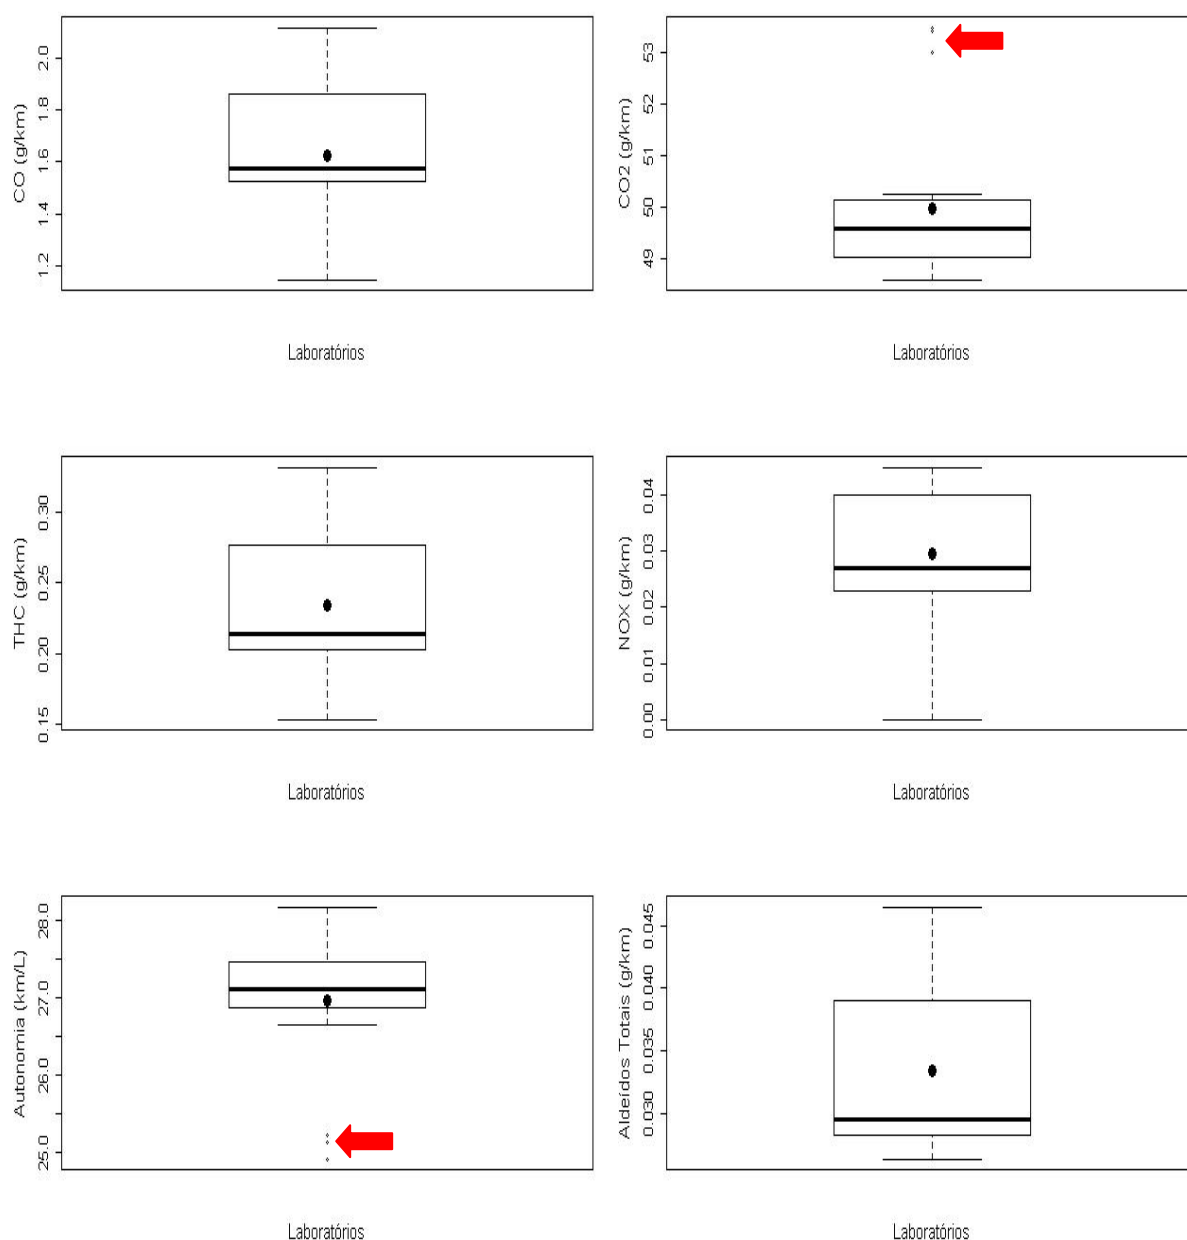 CO (g/km)
2.0
1.8
1.6
1.4
1.2
Laboratórios
CO2 (g/km)
53
52
51
50
49
Laboratórios
THC (g/km)
0.30
0.25
0.20
0.15
Laboratórios
NOX (g/km)
0.04
0.03
0.02
0.01
0.00
Laboratórios
Autonomia (km/L)
28.0
27.0
26.0
25.0
Laboratórios
Aldeídos Totais (g/km)
0.045
0.040
0.035
0.030
Laboratórios